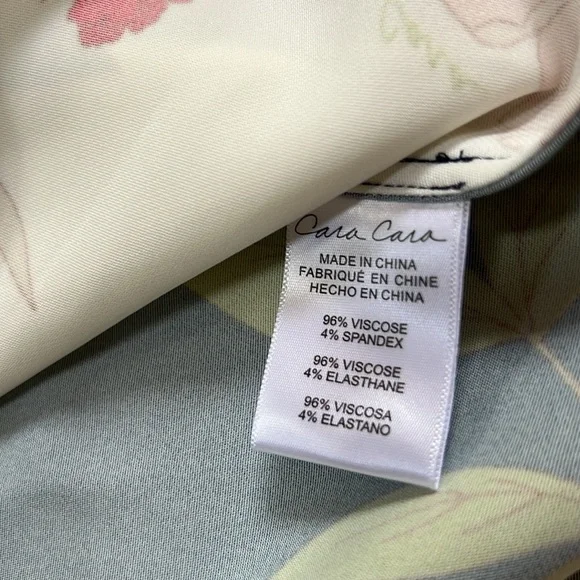 Cara Cara
MADE IN CHINA
FABRIQUÉ EN CHINE
HECHO EN CHINA
96% VISCOSE
4% SPANDEX
96% VISCOSE
4% ELASTHANE
96% VISCOSA
4% ELASTANO